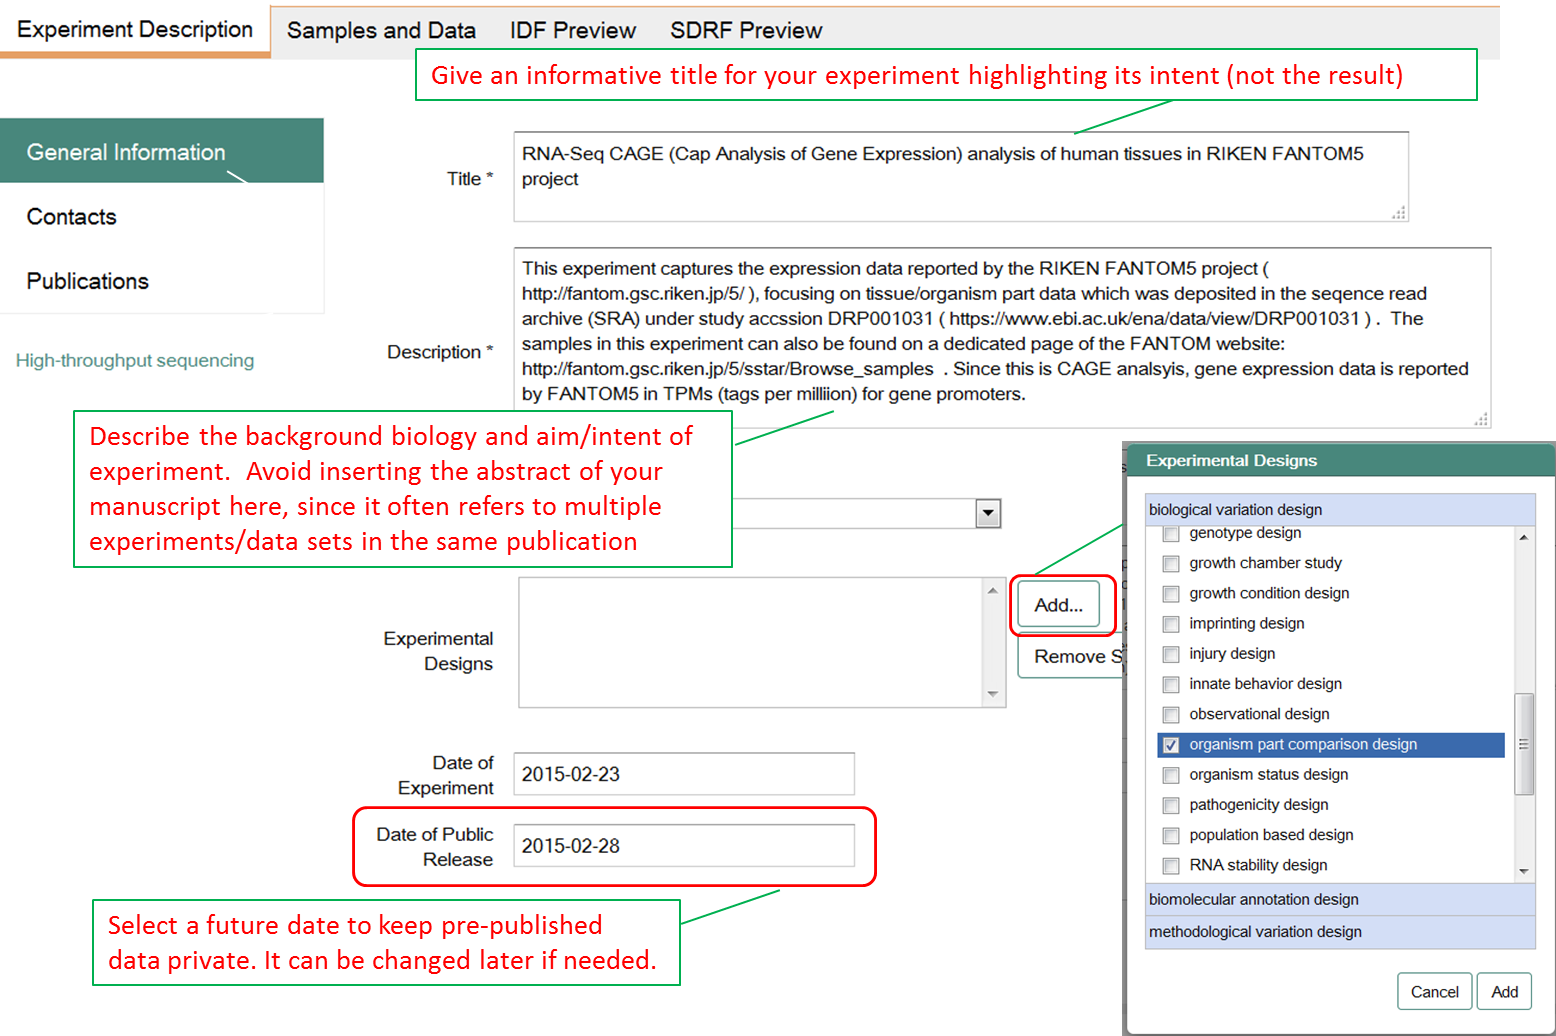 Experiment Description
Samples and Data
IDF Preview
SDRF Preview
Give an informative title for your experiment highlighting its intent (not the result)
General Information
Contacts
Publications
High-throughput sequencing
Title *
RNA-Seq CAGE (Cap Analysis of Gene Expression) analysis of human tissues in RIKEN FANTOM5
project
Description *
This experiment captures the expression data reported by the RIKEN FANTOM5 project (
http://fantom.gsc.riken.jp/5/ ), focusing on tissue/organism part data which was deposited in the seqence read
archive (SRA) under study accssion DRP001031 ( https://www.ebi.ac.uk/ena/data/view/DRP001031 ) .  The
samples in this experiment can also be found on a dedicated page of the FANTOM website:
http://fantom.gsc.riken.jp/5/sstar/Browse_samples  . Since this is CAGE analsyis, gene expression data is reported
by FANTOM5 in TPMs (tags per milliion) for gene promoters.
Describe the background biology and aim/intent of
experiment.  Avoid inserting the abstract of your
manuscript here, since it often refers to multiple
experiments/data sets in the same publication
Experimental
Designs
Add...
Remove S
Date of
Experiment
2015-02-23
Date of Public
Release
2015-02-28
Select a future date to keep pre-published
data private. It can be changed later if needed.
Experimental Designs
biological variation design
genotype design
growth chamber study
growth condition design
imprinting design
injury design
innate behavior design
observational design
organism part comparison design
organism status design
pathogenicity design
population based design
RNA stability design
biomolecular annotation design
methodological variation design
Cancel
Add